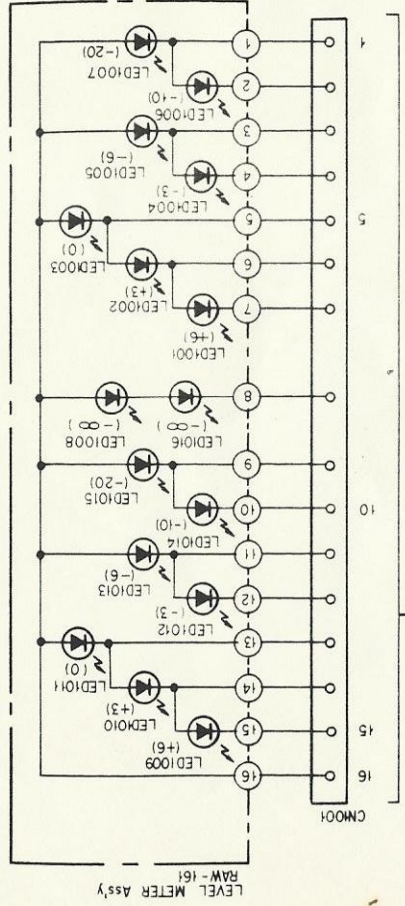 LEVEL METER Ass'y
RAW-161
CN1001
16
16
15
15
LED1009
(+6)
14
LED1010
(+3)
13
LED1011
(0)
12
LED1012
(-3)
11
LED1013
(-6)
10
10
LED1014
(-10)
9
LED1015
(-20)
8
LED1016
(-∞)
LED1008
(-∞)
7
LED1001
(+6)
6
LED1002
(+3)
5
5
LED1003
(0)
4
LED1004
(-3)
3
LED1005
(-6)
2
LED1006
(-10)
1
1
LED1007
(-20)